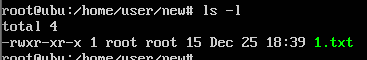 root@ubu:/home/user/new# ls -l
total 4
-rwxr-xr-x 1 root root 15 Dec 25 18:39 1.txt
root@ubu:/home/user/new#